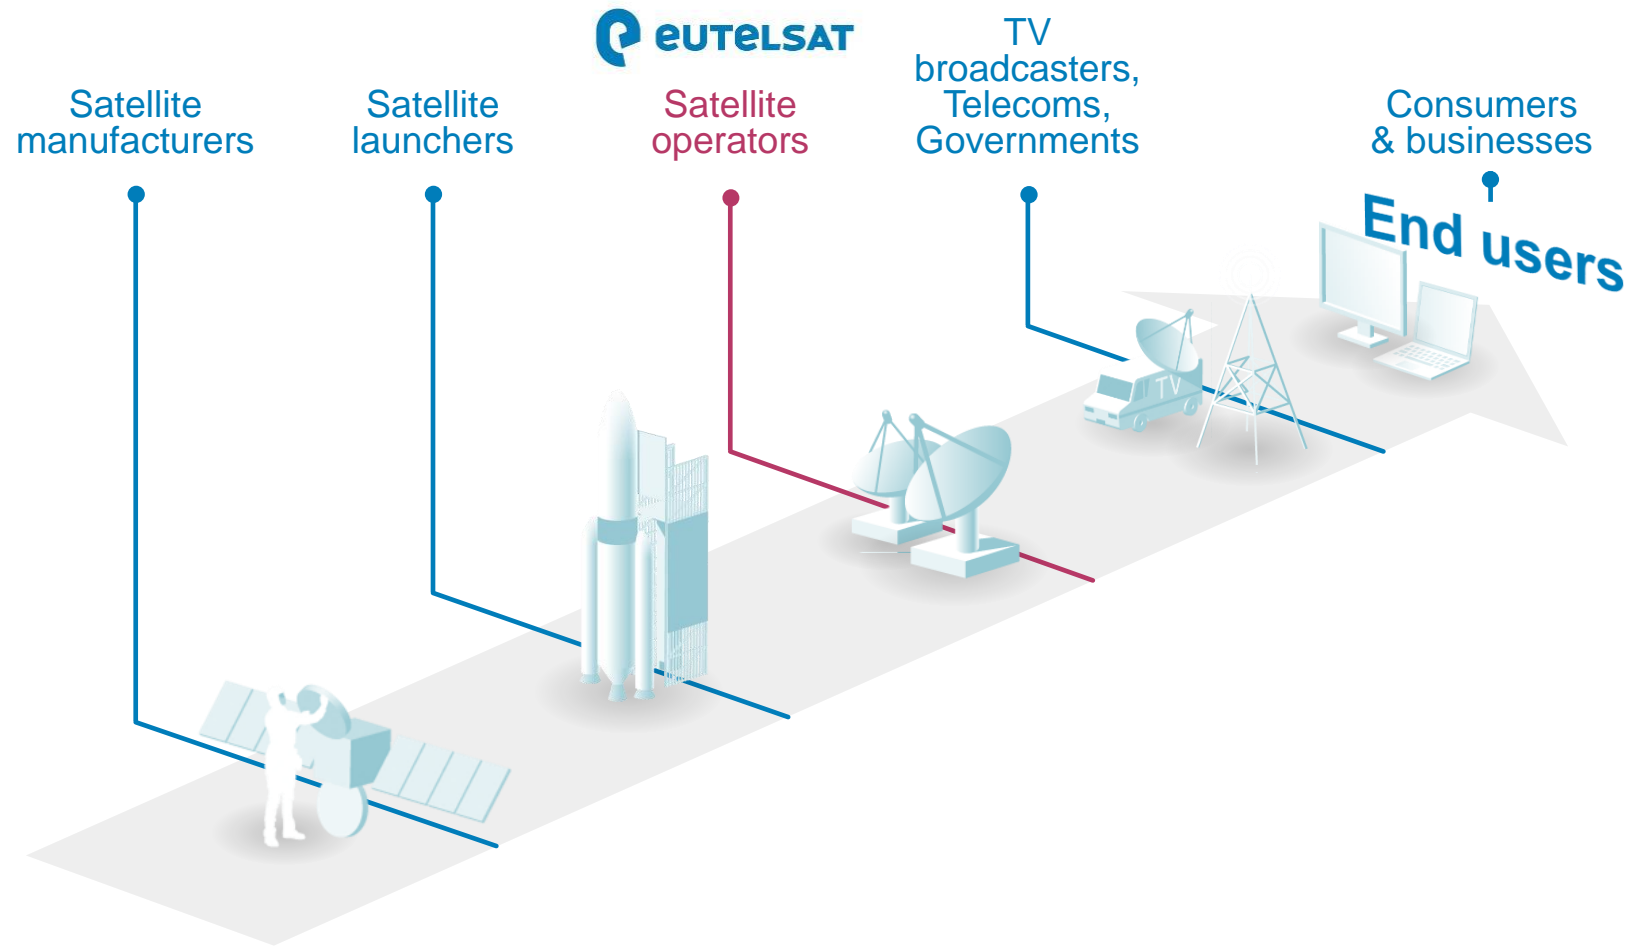 eutelsat
Satellite
manufacturers
Satellite
launchers
Satellite
operators
TV
broadcasters,
Telecoms,
Governments
Consumers
& businesses
End users
TV